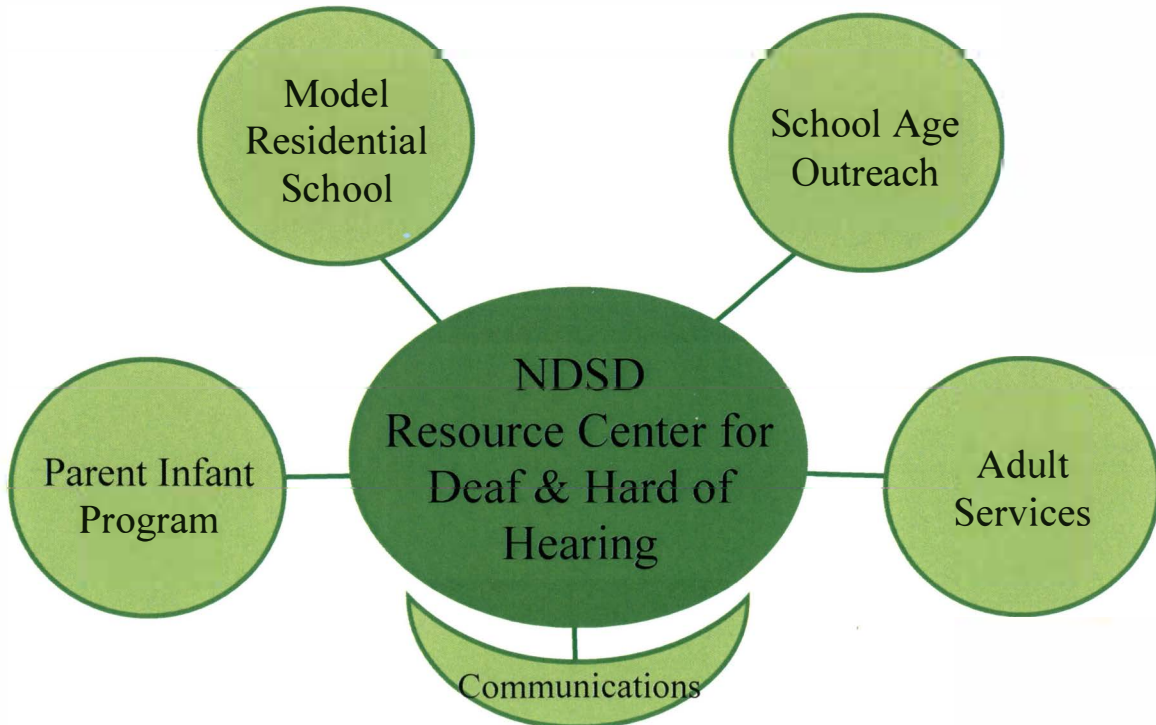 Model
Residential
School
School Age
Outreach
NDSD
Resource Center for
Deaf & Hard of
Hearing
Parent Infant
Program
Adult
Services
Communications